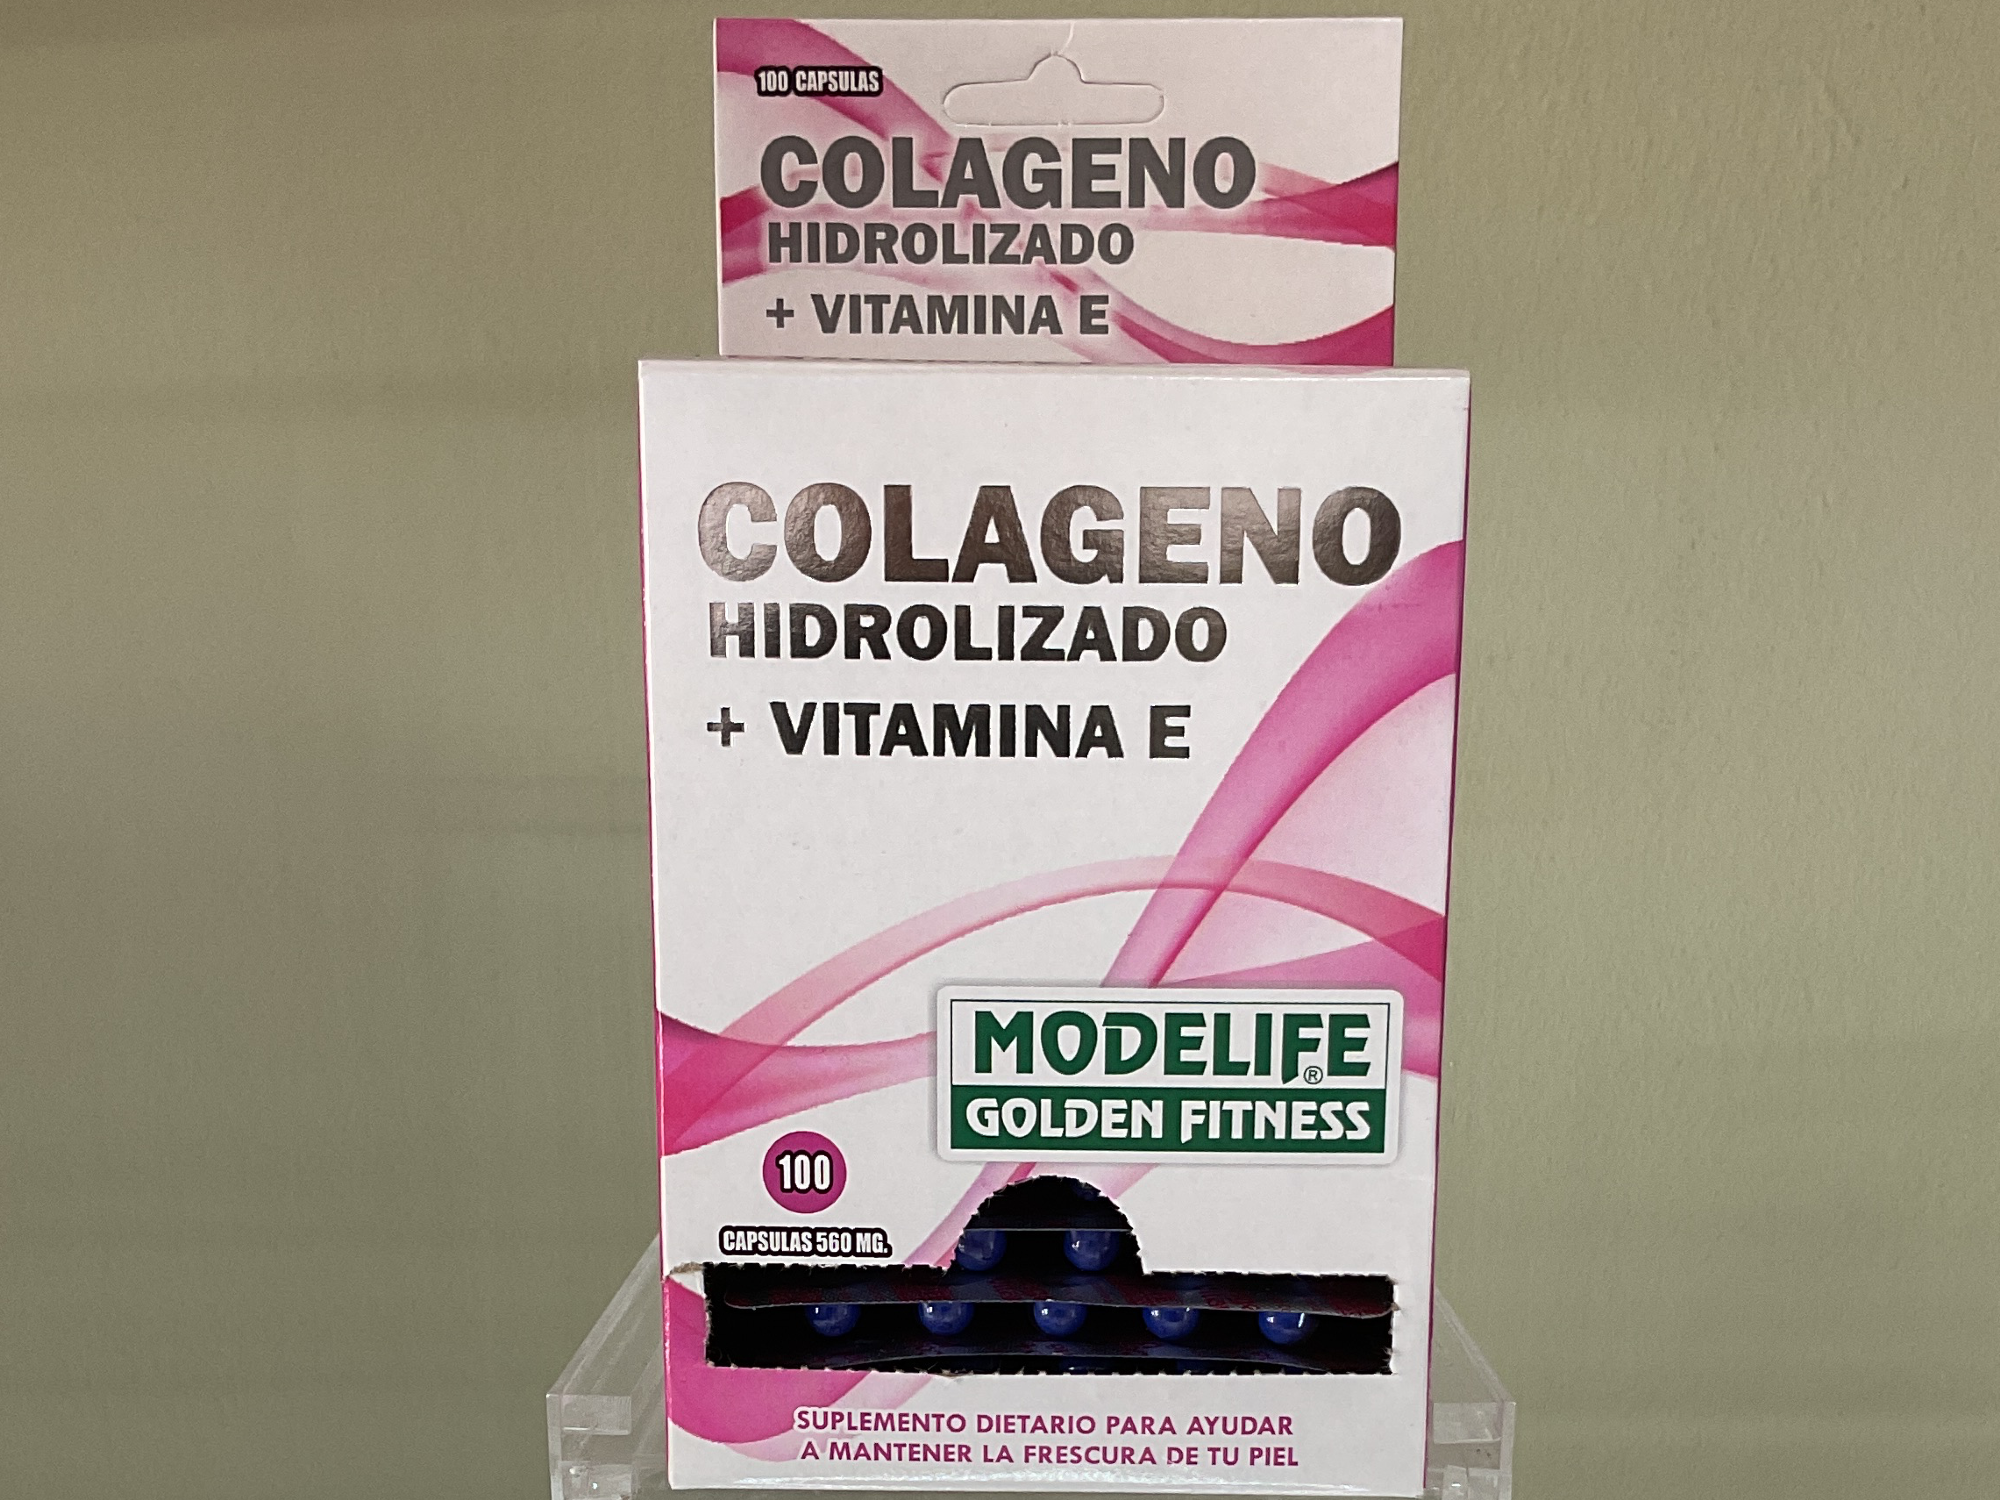 100 CAPSULAS
COLAGENO
HIDROLIZADO
+ VITAMINA E
COLAGENO
HIDROLIZADO
+ VITAMINA E
MODELIFE®
GOLDEN FITNESS
100
CAPSULAS 560 MG.
SUPLEMENTO DIETARIO PARA AYUDAR
A MANTENER LA FRESCURA DE TU PIEL